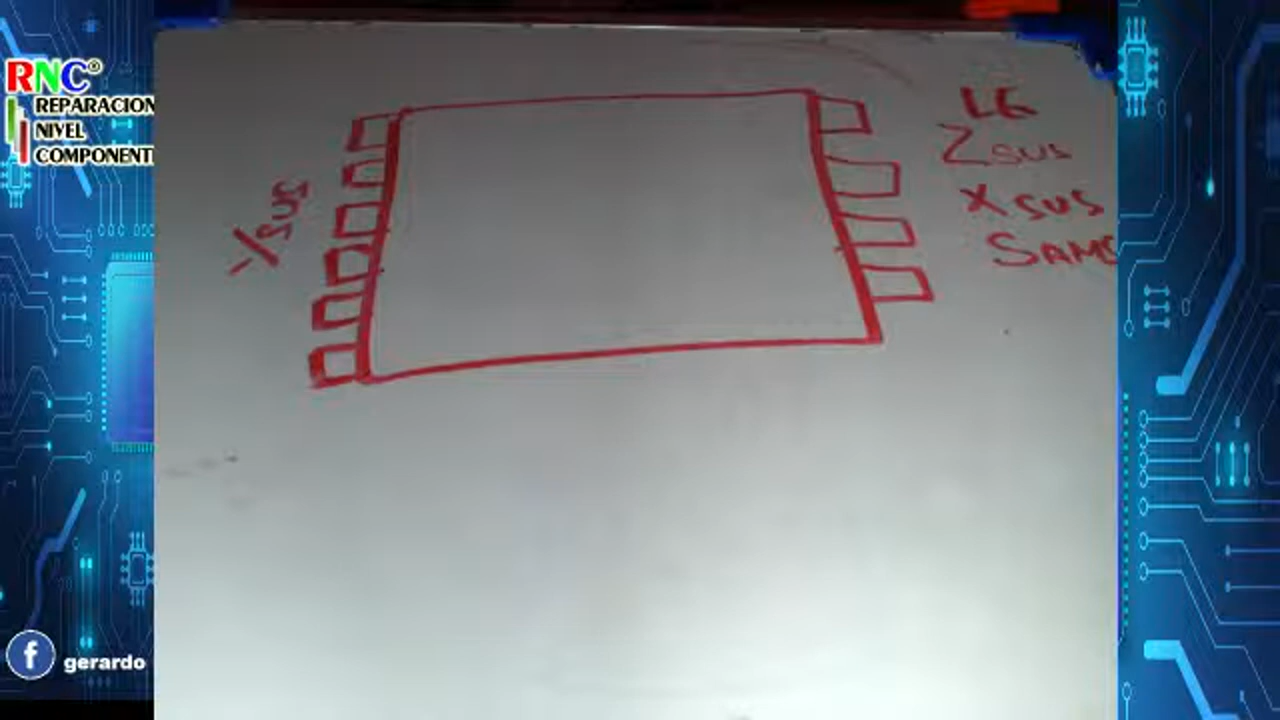 RNC®
REPARACION
NIVEL
COMPONENT
LG
ZSUS
XSUS
SAMS
YSUS
f
gerardo